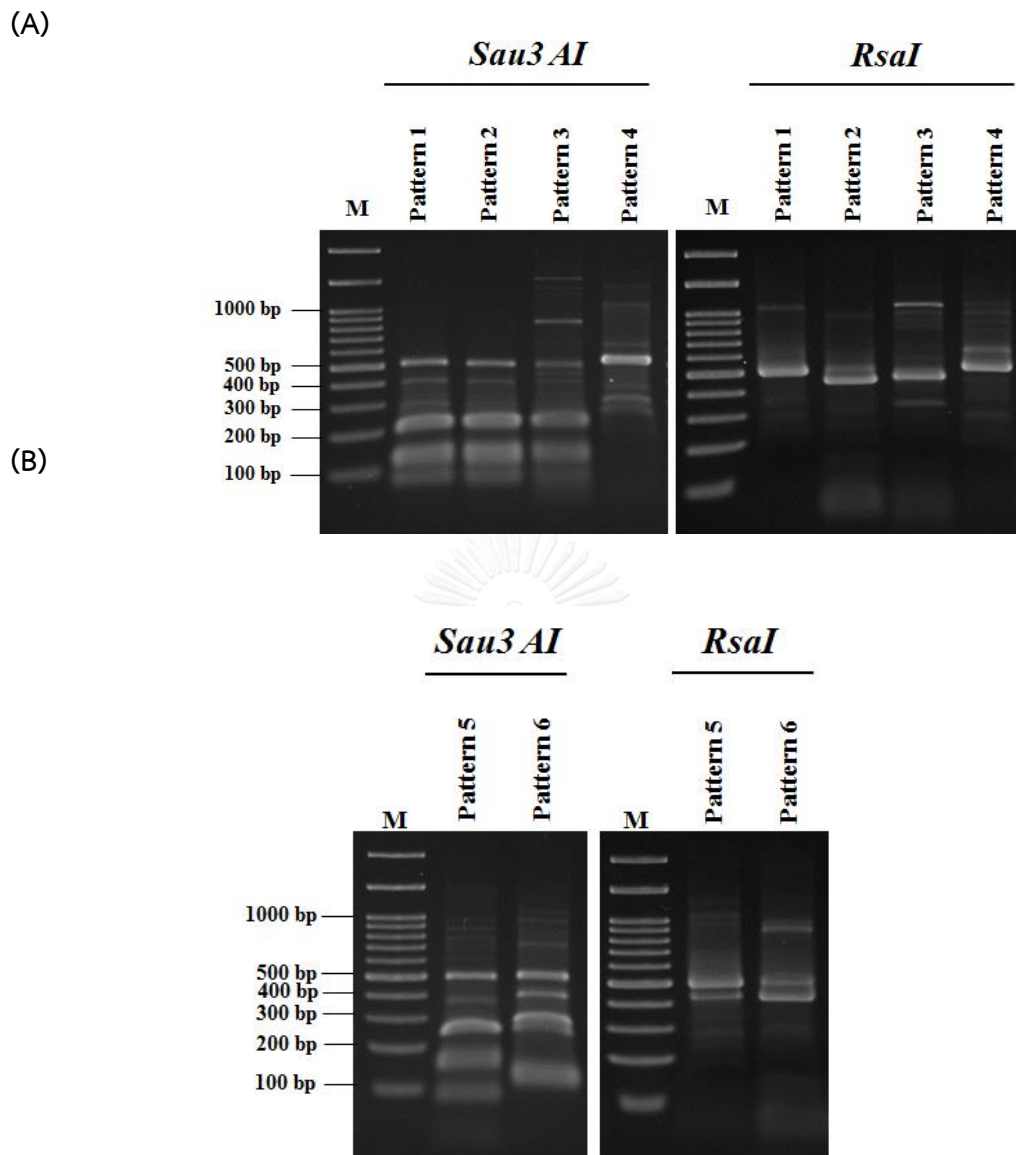 (A)
Sau3 AI
RsaI
M
Pattern 1
Pattern 2
Pattern 3
Pattern 4
M
Pattern 1
Pattern 2
Pattern 3
Pattern 4
1000 bp
500 bp
400 bp
300 bp
200 bp
100 bp
(B)
Sau3 AI
RsaI
M
Pattern 5
Pattern 6
M
Pattern 5
Pattern 6
1000 bp
500 bp
400 bp
300 bp
200 bp
100 bp